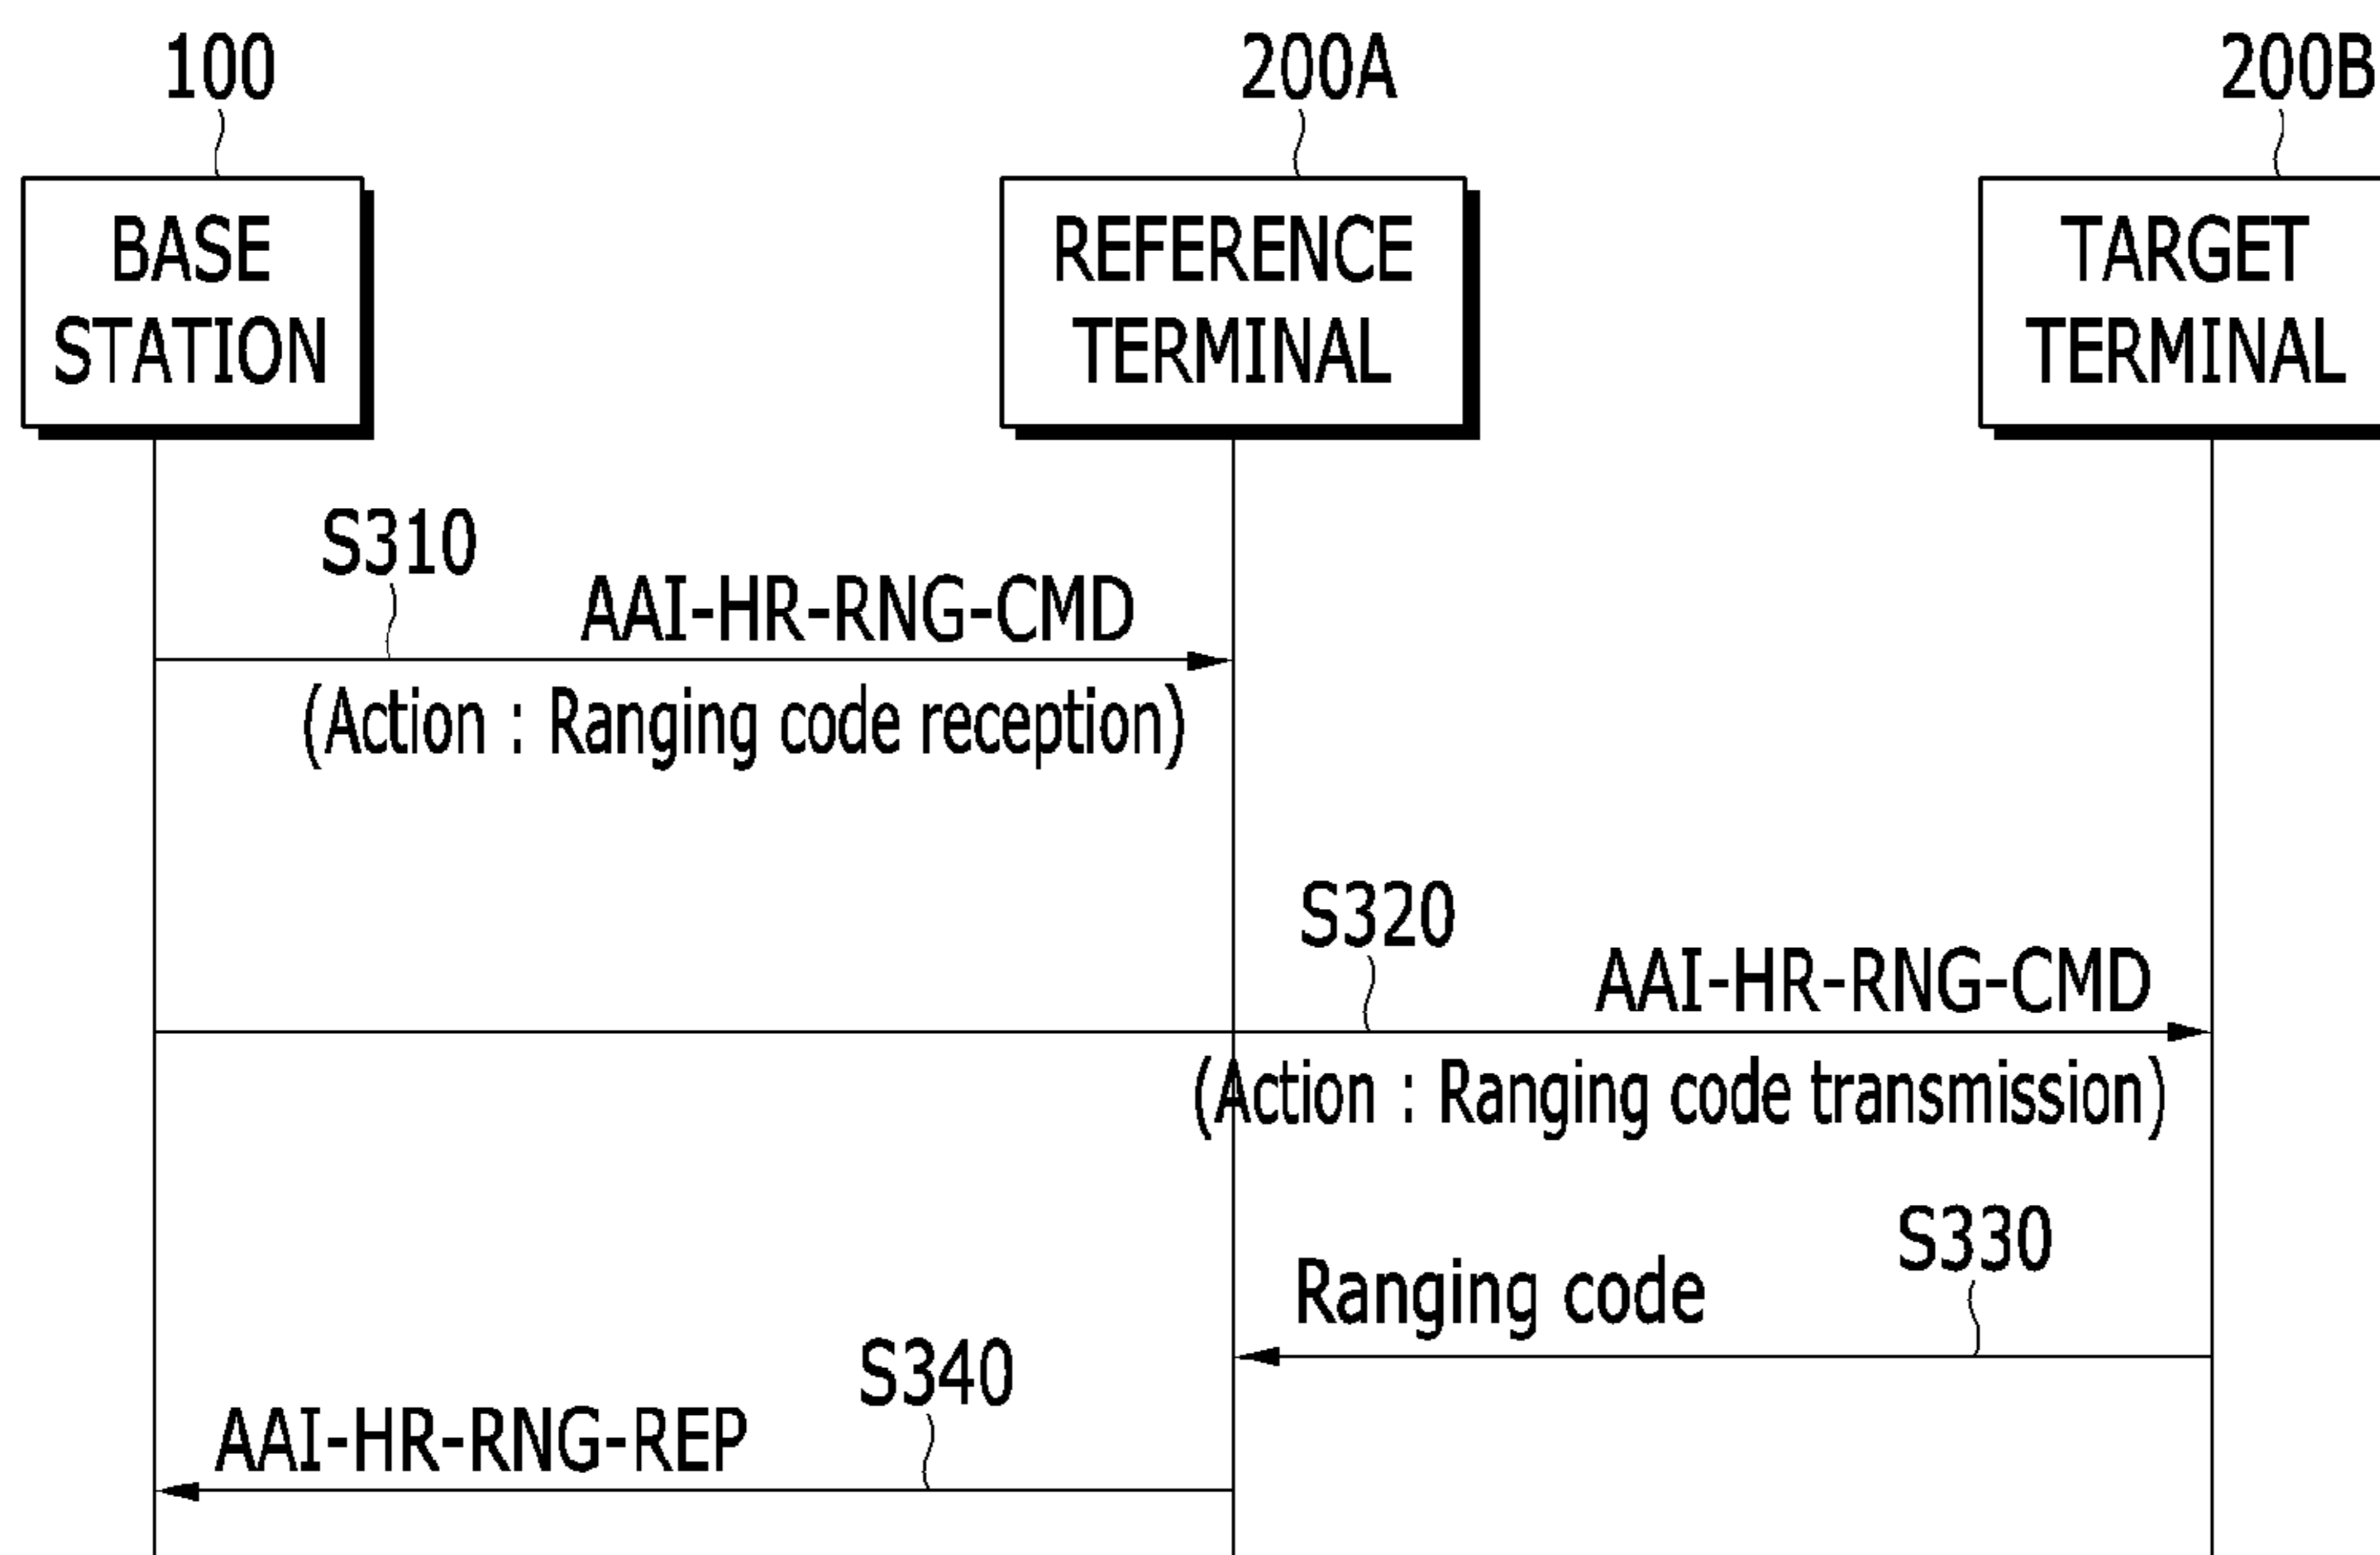 100
200A
200B
BASE
STATION
REFERENCE
TERMINAL
TARGET
TERMINAL
S310
AAI-HR-RNG-CMD
(Action : Ranging code reception)
S320
AAI-HR-RNG-CMD
(Action : Ranging code transmission)
S330
Ranging code
S340
AAI-HR-RNG-REP